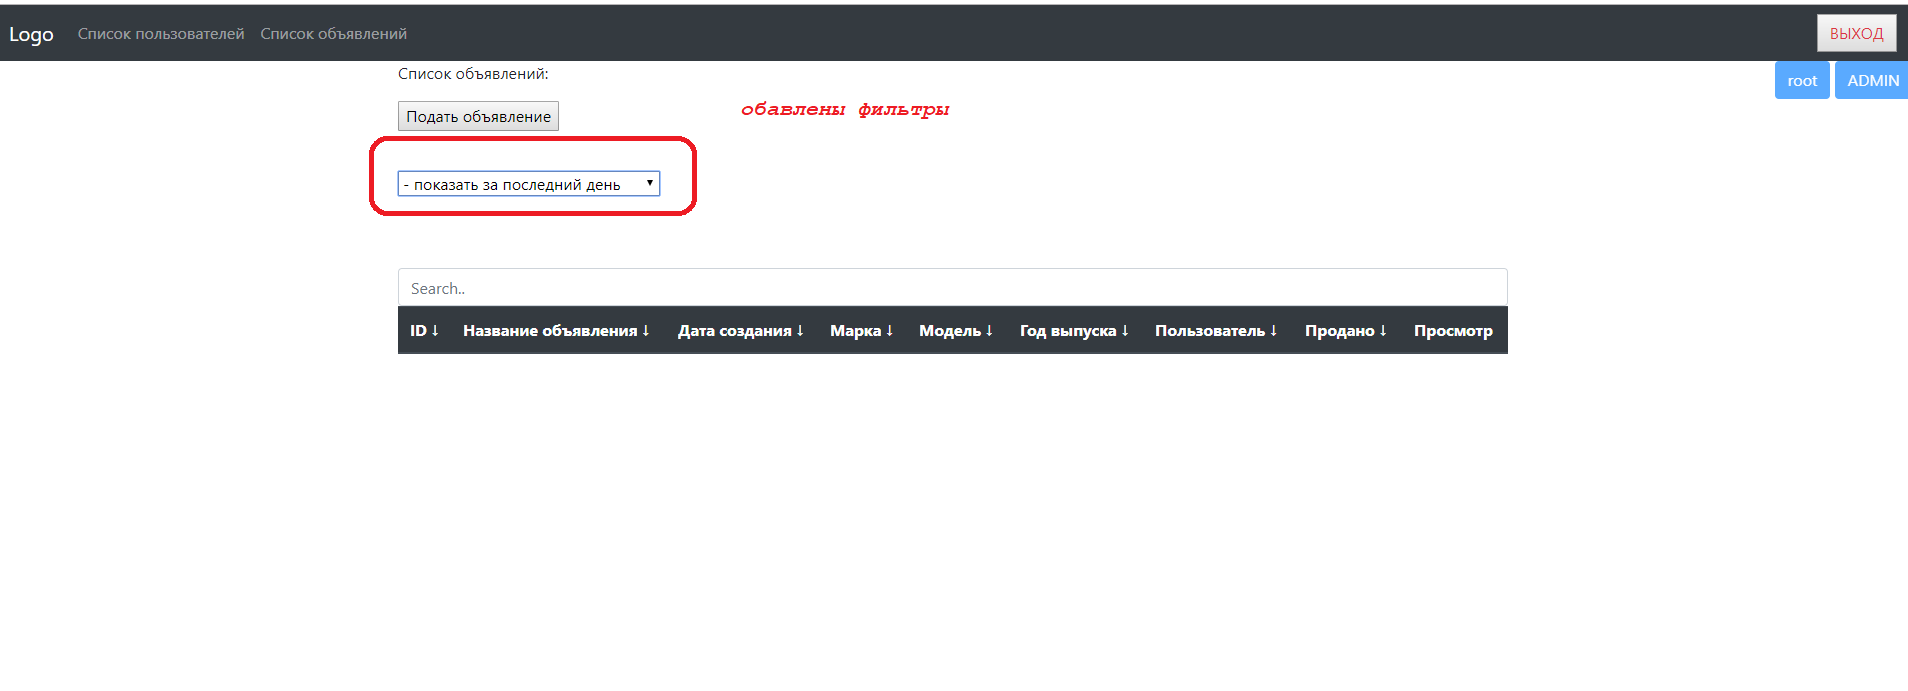 Logo Список пользователей Список объявлений ВЫХОД
Список объявлений: root ADMIN
Подать объявление обавлены фильтры
- показать за последний день
Search..
ID ↓ Название объявления ↓ Дата создания ↓ Марка ↓ Модель ↓ Год выпуска ↓ Пользователь ↓ Продано ↓ Просмотр